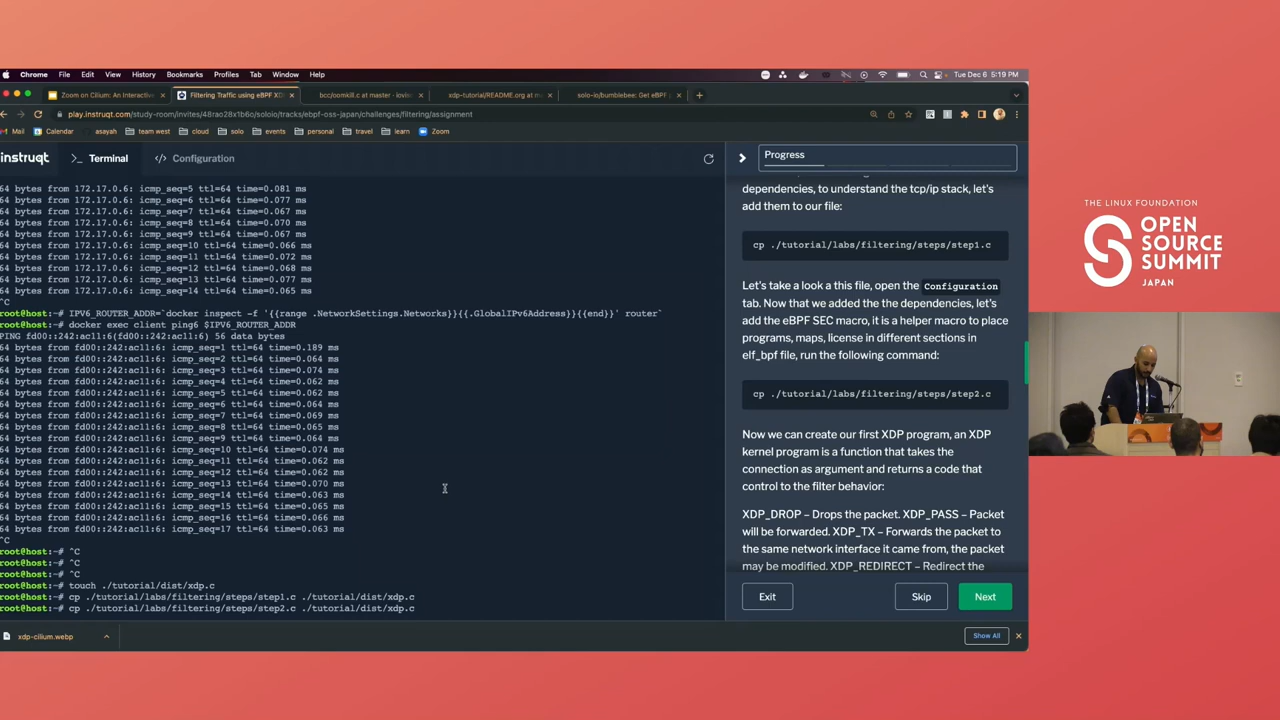 Chrome File Edit View History Bookmarks Profiles Tab Window Help
Tue Dec 6 5:19 PM
Zoom on Cilium: An Interactive
Filtering Traffic using eBPF XD
bcc/oomkill.c at master · iovis
xdp-tutorial/README.org at ma
solo-io/bumblebee: Get eBPF
play.instruqt.com/study-room/invites/48rao28x1b6o/soloio/tracks/ebpf-oss-japan/challenges/filtering/assignment
Mail Calendar asayah team west cloud solo events personal travel learn Zoom
instruqt
>_ Terminal
</> Configuration
64 bytes from 172.17.0.6: icmp_seq=5 ttl=64 time=0.081 ms
64 bytes from 172.17.0.6: icmp_seq=6 ttl=64 time=0.077 ms
64 bytes from 172.17.0.6: icmp_seq=7 ttl=64 time=0.067 ms
64 bytes from 172.17.0.6: icmp_seq=8 ttl=64 time=0.070 ms
64 bytes from 172.17.0.6: icmp_seq=9 ttl=64 time=0.067 ms
64 bytes from 172.17.0.6: icmp_seq=10 ttl=64 time=0.066 ms
64 bytes from 172.17.0.6: icmp_seq=11 ttl=64 time=0.072 ms
64 bytes from 172.17.0.6: icmp_seq=12 ttl=64 time=0.068 ms
64 bytes from 172.17.0.6: icmp_seq=13 ttl=64 time=0.078 ms
64 bytes from 172.17.0.6: icmp_seq=14 ttl=64 time=0.065 ms
^C
root@host:~# IPV6_ROUTER_ADDR=`docker inspect -f '{{range .NetworkSettings.Networks}}{{.GlobalIPv6Address}}{{end}}' router`
root@host:~# docker exec client ping6 $IPV6_ROUTER_ADDR
PING fd00::242:ac11:6(fd00::242:ac11:6) 56 data bytes
64 bytes from fd00::242:ac11:6: icmp_seq=1 ttl=64 time=0.189 ms
64 bytes from fd00::242:ac11:6: icmp_seq=2 ttl=64 time=0.064 ms
64 bytes from fd00::242:ac11:6: icmp_seq=3 ttl=64 time=0.074 ms
64 bytes from fd00::242:ac11:6: icmp_seq=4 ttl=64 time=0.062 ms
64 bytes from fd00::242:ac11:6: icmp_seq=5 ttl=64 time=0.062 ms
64 bytes from fd00::242:ac11:6: icmp_seq=6 ttl=64 time=0.064 ms
64 bytes from fd00::242:ac11:6: icmp_seq=7 ttl=64 time=0.069 ms
64 bytes from fd00::242:ac11:6: icmp_seq=8 ttl=64 time=0.065 ms
64 bytes from fd00::242:ac11:6: icmp_seq=9 ttl=64 time=0.064 ms
64 bytes from fd00::242:ac11:6: icmp_seq=10 ttl=64 time=0.074 ms
64 bytes from fd00::242:ac11:6: icmp_seq=11 ttl=64 time=0.062 ms
64 bytes from fd00::242:ac11:6: icmp_seq=12 ttl=64 time=0.062 ms
64 bytes from fd00::242:ac11:6: icmp_seq=13 ttl=64 time=0.070 ms
64 bytes from fd00::242:ac11:6: icmp_seq=14 ttl=64 time=0.063 ms
64 bytes from fd00::242:ac11:6: icmp_seq=15 ttl=64 time=0.065 ms
64 bytes from fd00::242:ac11:6: icmp_seq=16 ttl=64 time=0.066 ms
64 bytes from fd00::242:ac11:6: icmp_seq=17 ttl=64 time=0.063 ms
^C
root@host:~# ^C
root@host:~# ^C
root@host:~# ^C
root@host:~# touch ./tutorial/dist/xdp.c
root@host:~# cp ./tutorial/labs/filtering/steps/step1.c ./tutorial/dist/xdp.c
root@host:~# cp ./tutorial/labs/filtering/steps/step2.c ./tutorial/dist/xdp.c
Progress
dependencies, to understand the tcp/ip stack, let's
add them to our file:
cp ./tutorial/labs/filtering/steps/step1.c
Let's take a look a this file, open the Configuration
tab. Now that we added the the dependencies, let's
add the eBPF SEC macro, it is a helper macro to place
programs, maps, license in different sections in
elf_bpf file, run the following command:
cp ./tutorial/labs/filtering/steps/step2.c
Now we can create our first XDP program, an XDP
kernel program is a function that takes the
connection as argument and returns a code that
control to the filter behavior:
XDP_DROP – Drops the packet. XDP_PASS – Packet
will be forwarded. XDP_TX – Forwards the packet to
the same network interface it came from, the packet
may be modified. XDP_REDIRECT – Redirect the
Exit
Skip
Next
xdp-cilium.webp
Show All
THE LINUX FOUNDATION
OPEN
SOURCE
SUMMIT
JAPAN